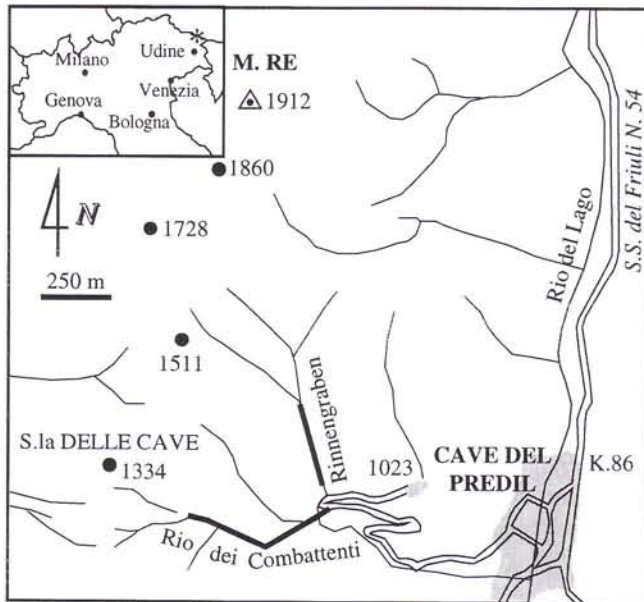 Milano
Udine
*
Venezia
Genova
Bologna
M. RE
1912
1860
N
1728
250 m
1511
S.S. del Friuli N. 54
Rio del Lago
Rinnengraben
S.la DELLE CAVE
1334
1023
CAVE DEL
PREDIL
K.86
Rio dei Combattenti